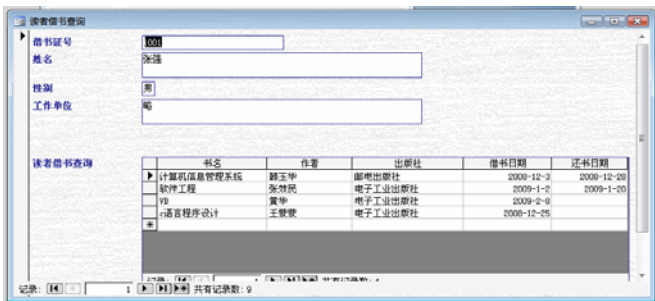 读者借书查询
借书证号 001
姓名 张强
性别 男
工作单位 略
读者借书查询
书名 作者 出版社 借书日期 还书日期
计算机信息管理系统 韩玉华 邮电出版社 2008-12-3 2008-12-28
软件工程 张效民 电子工业出版社 2009-1-2 2009-1-20
VB 黄华 电子工业出版社 2009-2-8
c语言程序设计 王蒙蒙 电子工业出版社 2008-12-25
记录: 1 共有记录数: 9